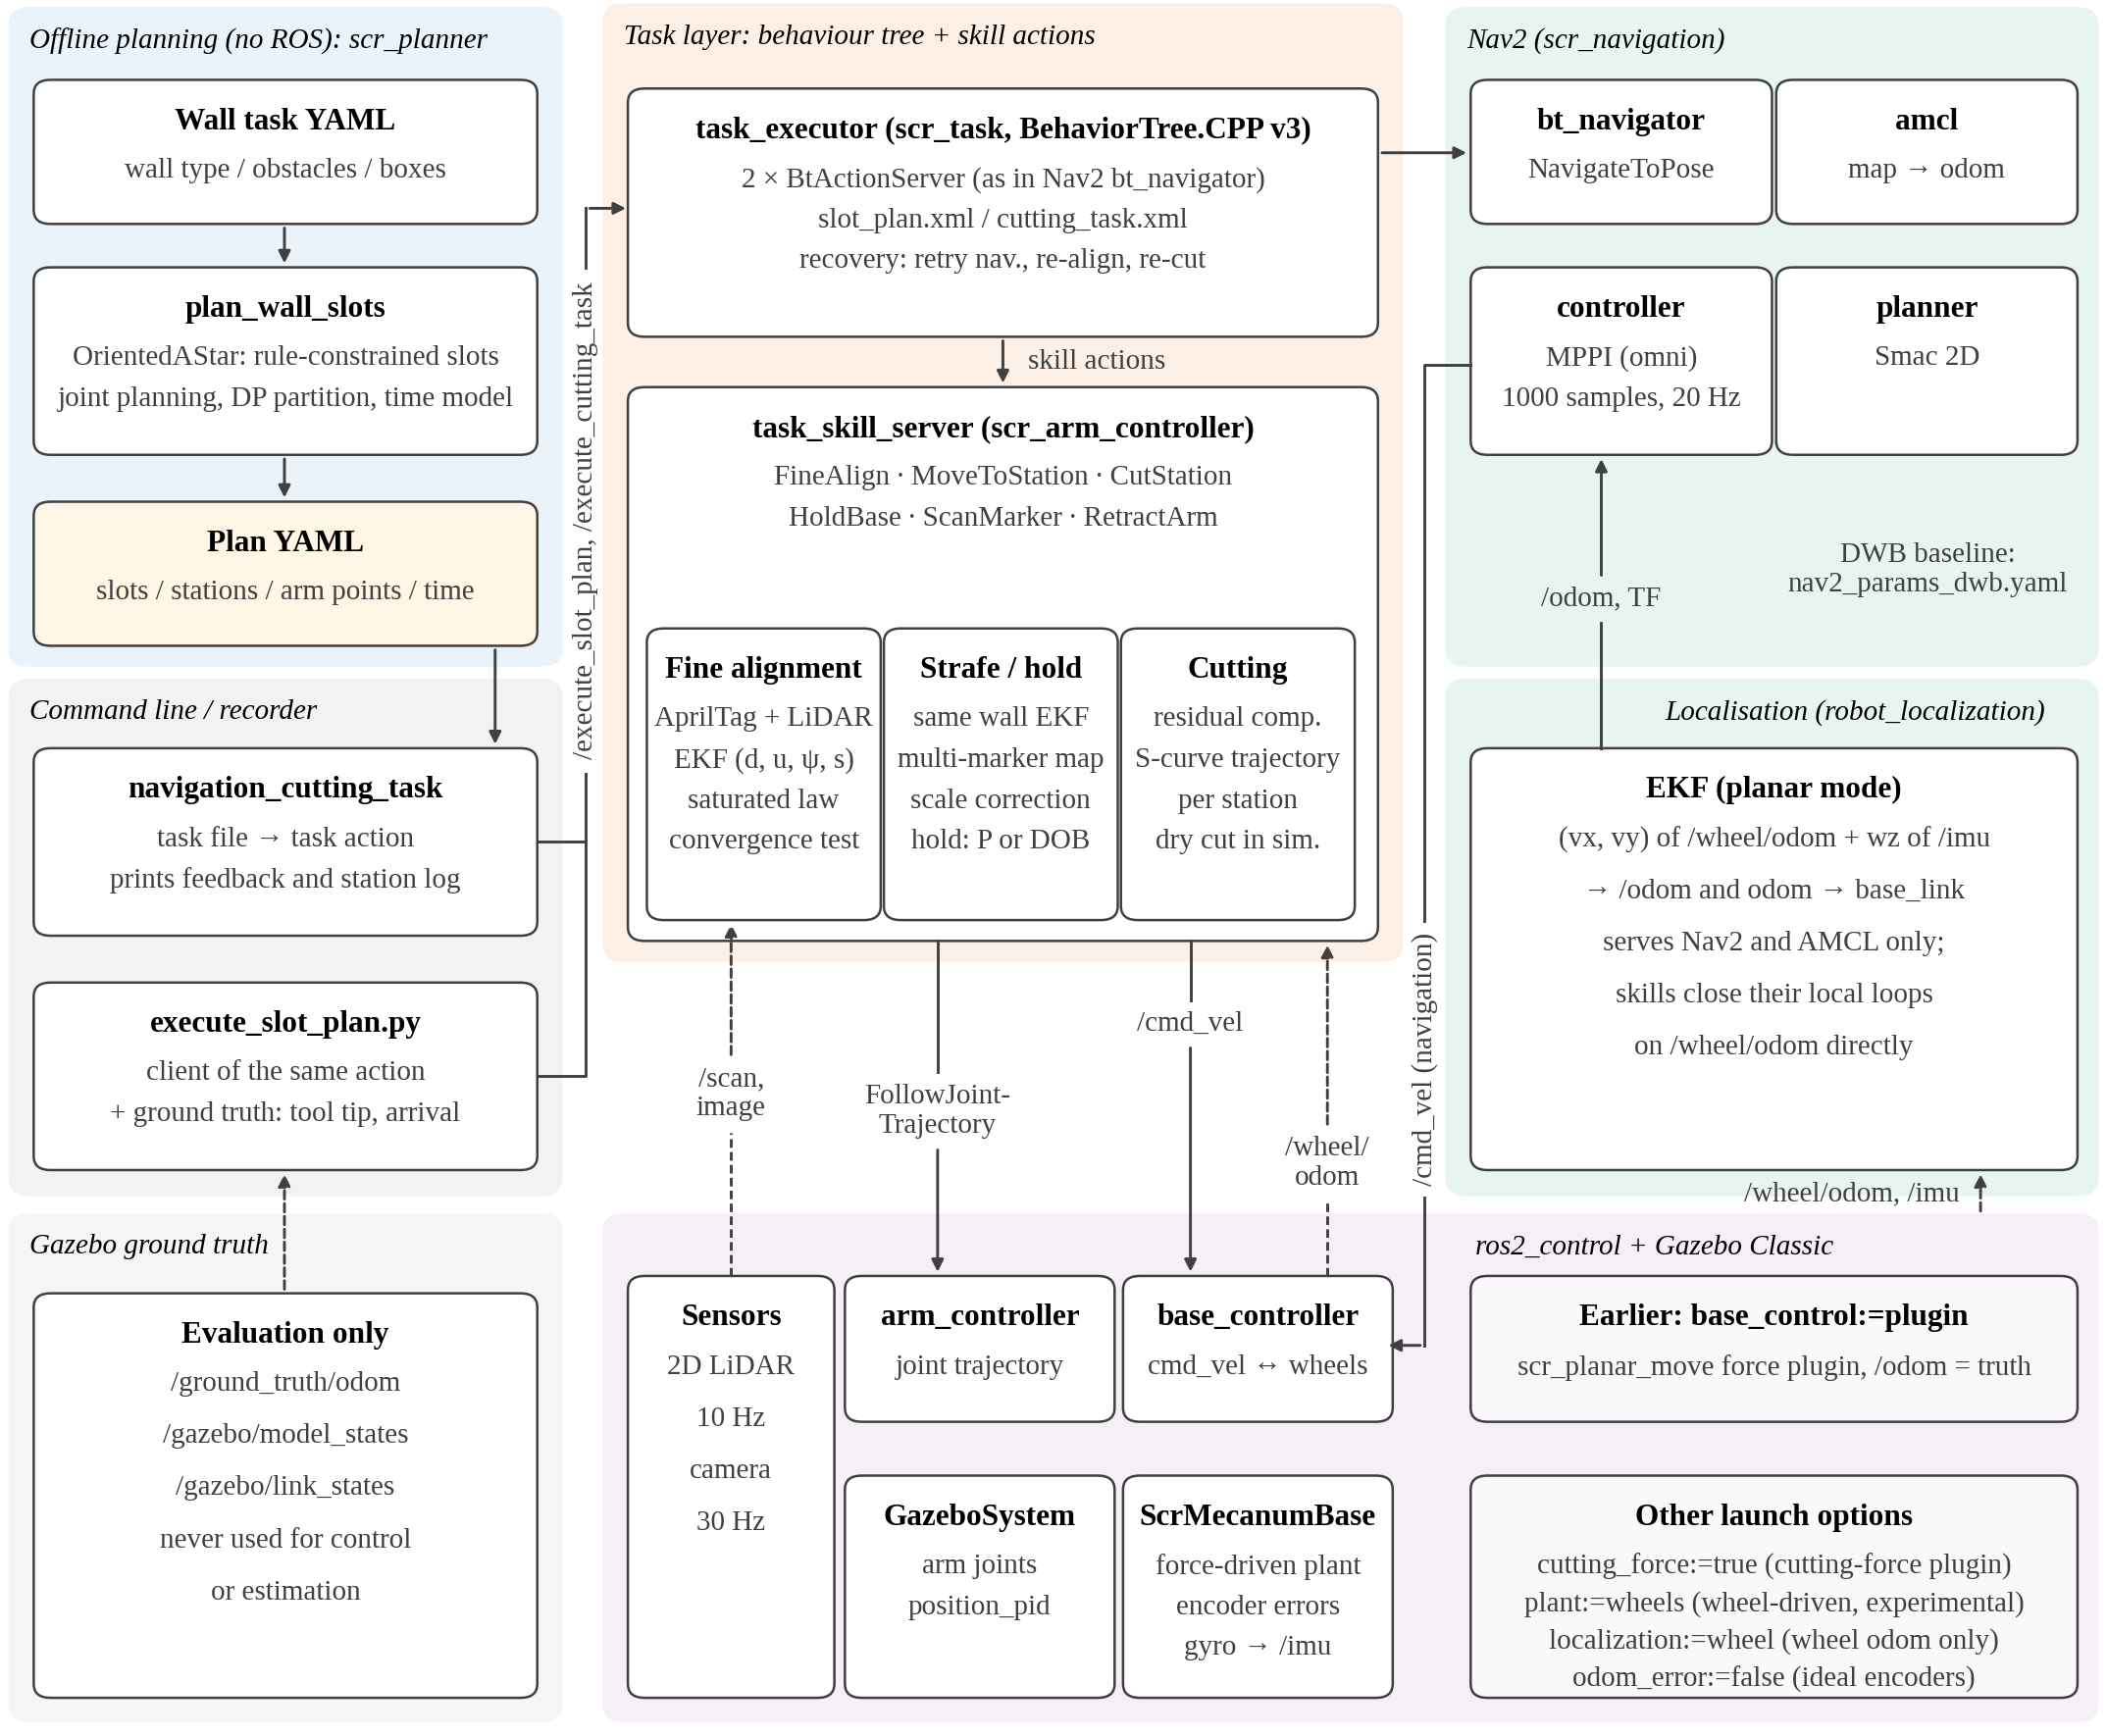 Offline planning (no ROS): scr_planner
Wall task YAML
wall type / obstacles / boxes
plan_wall_slots
OrientedAStar: rule-constrained slots
joint planning, DP partition, time model
Plan YAML
slots / stations / arm points / time
Command line / recorder
navigation_cutting_task
task file → task action
prints feedback and station log
execute_slot_plan.py
client of the same action
+ ground truth: tool tip, arrival
Gazebo ground truth
Evaluation only
/ground_truth/odom
/gazebo/model_states
/gazebo/link_states
never used for control
or estimation
/execute_slot_plan, /execute_cutting_task
Task layer: behaviour tree + skill actions
task_executor (scr_task, BehaviorTree.CPP v3)
2 × BtActionServer (as in Nav2 bt_navigator)
slot_plan.xml / cutting_task.xml
recovery: retry nav., re-align, re-cut
skill actions
task_skill_server (scr_arm_controller)
FineAlign · MoveToStation · CutStation
HoldBase · ScanMarker · RetractArm
Fine alignment
AprilTag + LiDAR
EKF (d, u, ψ, s)
saturated law
convergence test
Strafe / hold
same wall EKF
multi-marker map
scale correction
hold: P or DOB
Cutting
residual comp.
S-curve trajectory
per station
dry cut in sim.
/scan,
image
FollowJoint-
Trajectory
/cmd_vel
/wheel/
odom
/cmd_vel (navigation)
Nav2 (scr_navigation)
bt_navigator
NavigateToPose
amcl
map → odom
controller
MPPI (omni)
1000 samples, 20 Hz
planner
Smac 2D
/odom, TF
DWB baseline:
nav2_params_dwb.yaml
Localisation (robot_localization)
EKF (planar mode)
(vx, vy) of /wheel/odom + wz of /imu
→ /odom and odom → base_link
serves Nav2 and AMCL only;
skills close their local loops
on /wheel/odom directly
/wheel/odom, /imu
ros2_control + Gazebo Classic
Sensors
2D LiDAR
10 Hz
camera
30 Hz
arm_controller
joint trajectory
base_controller
cmd_vel ↔ wheels
GazeboSystem
arm joints
position_pid
ScrMecanumBase
force-driven plant
encoder errors
gyro → /imu
Earlier: base_control:=plugin
scr_planar_move force plugin, /odom = truth
Other launch options
cutting_force:=true (cutting-force plugin)
plant:=wheels (wheel-driven, experimental)
localization:=wheel (wheel odom only)
odom_error:=false (ideal encoders)